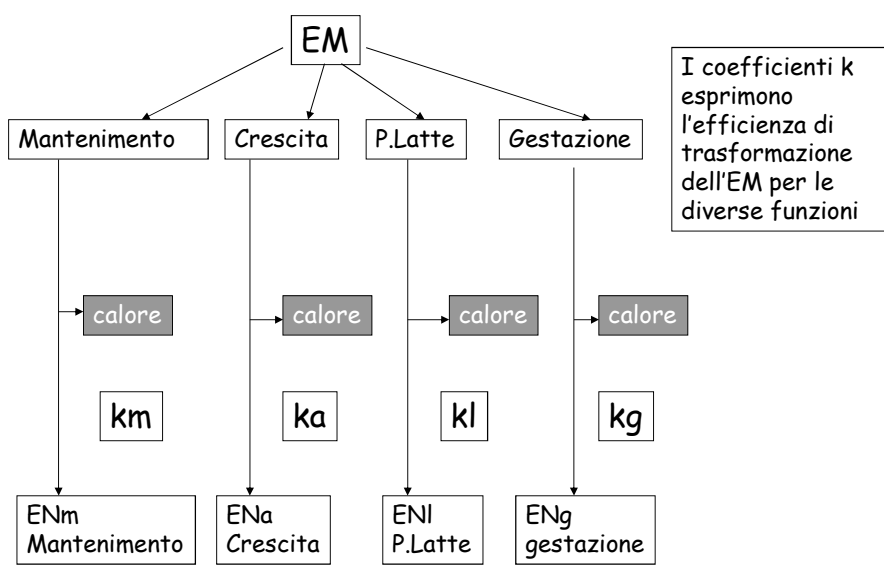 EM
I coefficienti k
esprimono
l'efficienza di
trasformazione
dell'EM per le
diverse funzioni
Mantenimento
Crescita
P.Latte
Gestazione
calore
calore
calore
calore
km
ka
kl
kg
ENm
Mantenimento
ENa
Crescita
ENl
P.Latte
ENg
gestazione